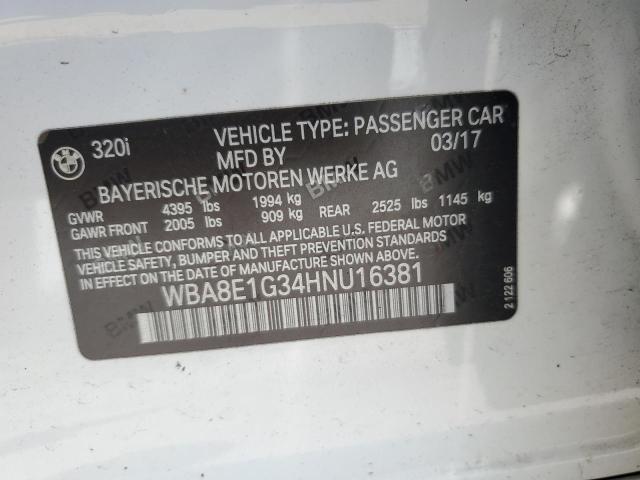 320i
VEHICLE TYPE: PASSENGER CAR
MFD BY 03/17
BAYERISCHE MOTOREN WERKE AG
GVWR 4395 lbs 1994 kg
GAWR FRONT 2005 lbs 909 kg REAR 2525 lbs 1145 kg
THIS VEHICLE CONFORMS TO ALL APPLICABLE U.S. FEDERAL MOTOR
VEHICLE SAFETY, BUMPER AND THEFT PREVENTION STANDARDS
IN EFFECT ON THE DATE OF MANUFACTURE SHOWN ABOVE.
WBA8E1G34HNU16381
2 122 606